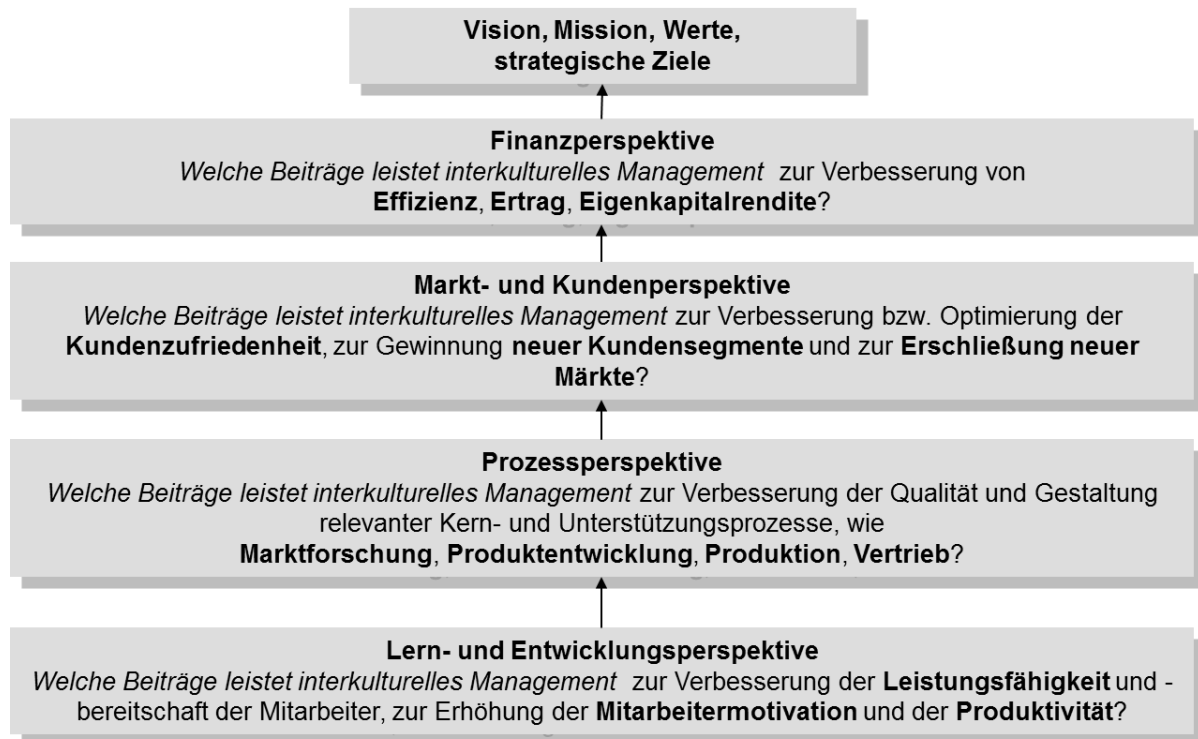 Vision, Mission, Werte,
strategische Ziele
Finanzperspektive
Welche Beiträge leistet interkulturelles Management zur Verbesserung von
Effizienz, Ertrag, Eigenkapitalrendite?
Markt- und Kundenperspektive
Welche Beiträge leistet interkulturelles Management zur Verbesserung bzw. Optimierung der
Kundenzufriedenheit, zur Gewinnung neuer Kundensegmente und zur Erschließung neuer
Märkte?
Prozessperspektive
Welche Beiträge leistet interkulturelles Management zur Verbesserung der Qualität und Gestaltung
relevanter Kern- und Unterstützungsprozesse, wie
Marktforschung, Produktentwicklung, Produktion, Vertrieb?
Lern- und Entwicklungsperspektive
Welche Beiträge leistet interkulturelles Management zur Verbesserung der Leistungsfähigkeit und -
bereitschaft der Mitarbeiter, zur Erhöhung der Mitarbeitermotivation und der Produktivität?